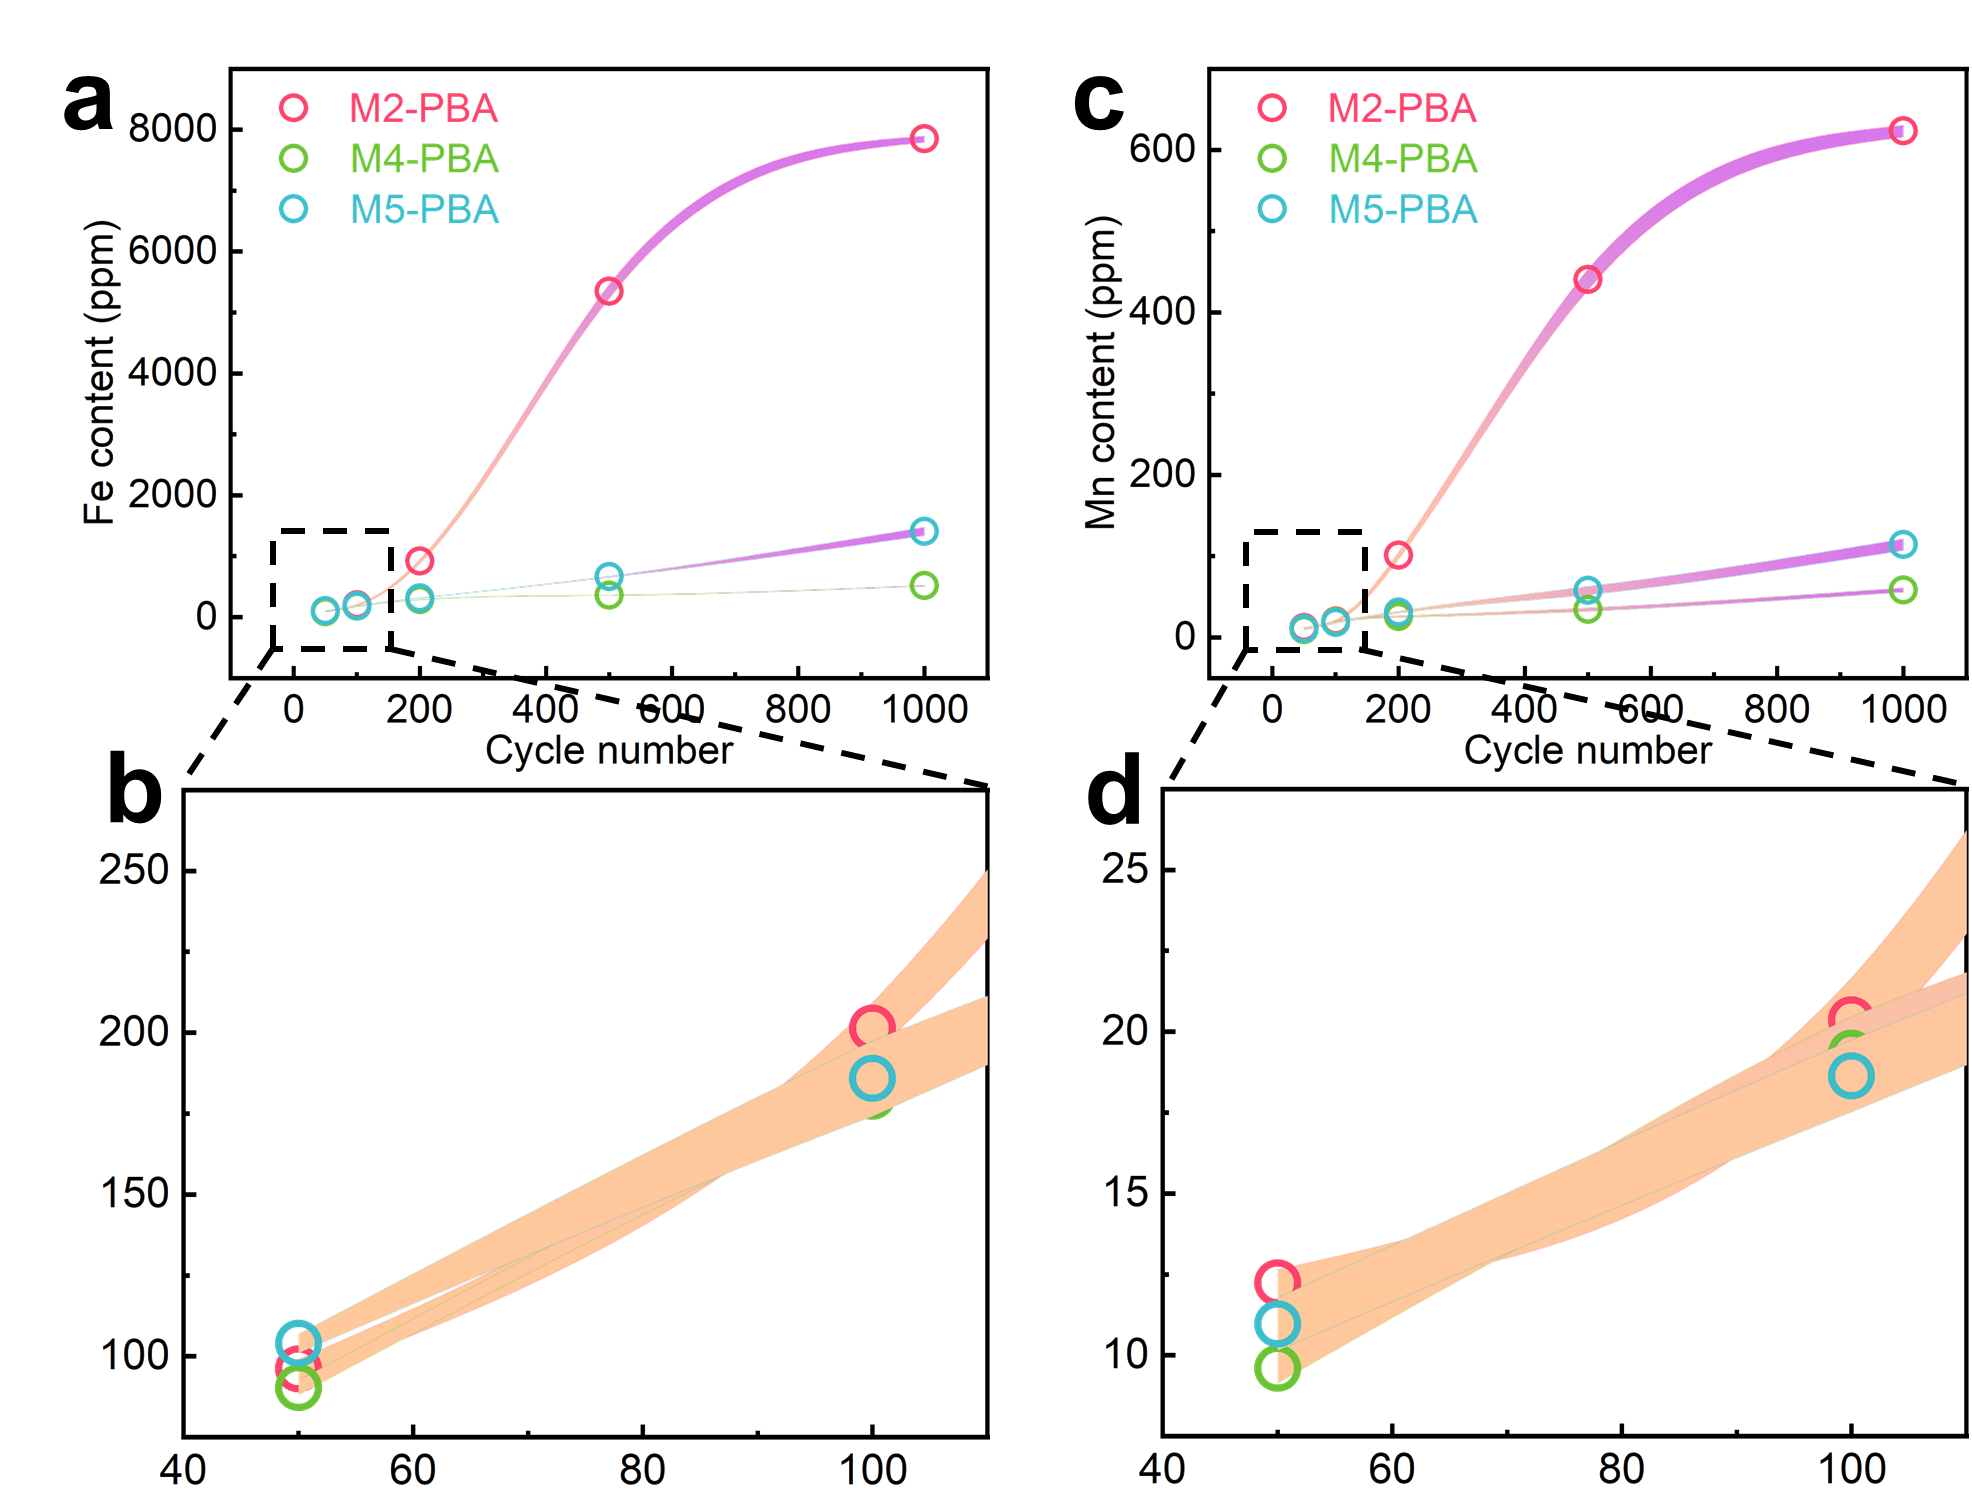 a
M2-PBA
M4-PBA
M5-PBA
Fe content (ppm)
8000
6000
4000
2000
0
0 200 400 600 800 1000
Cycle number
c
M2-PBA
M4-PBA
M5-PBA
Mn content (ppm)
600
400
200
0
0 200 400 600 800 1000
Cycle number
b
250
200
150
100
40 60 80 100
d
25
20
15
10
40 60 80 100